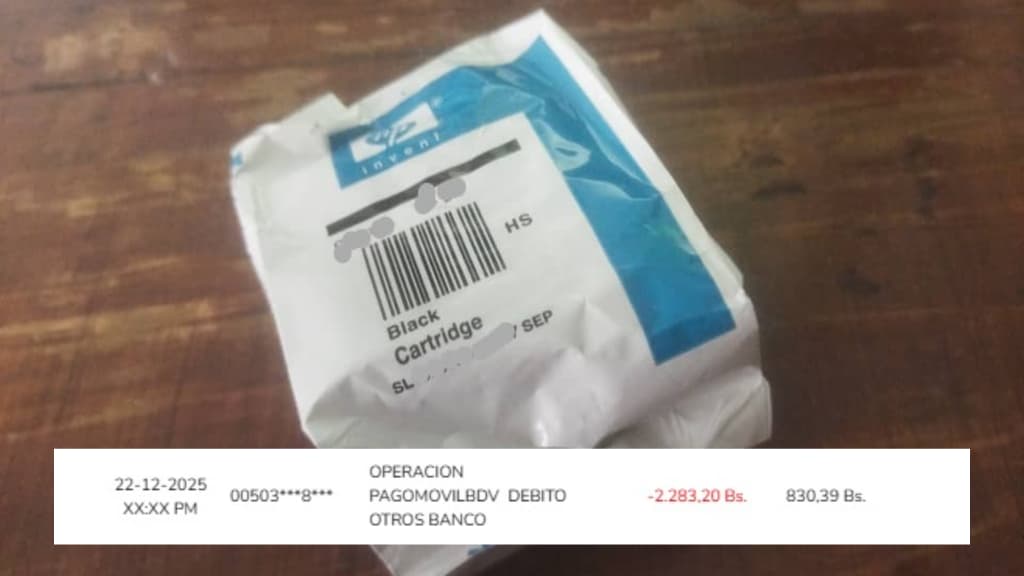 hp
invent
HS
Black
Cartridge
SEP
SL
22-12-2025
XX:XX PM
00503***8***
OPERACION
PAGOMOVILBDV DEBITO
OTROS BANCO
-2.283,20 Bs.
830,39 Bs.